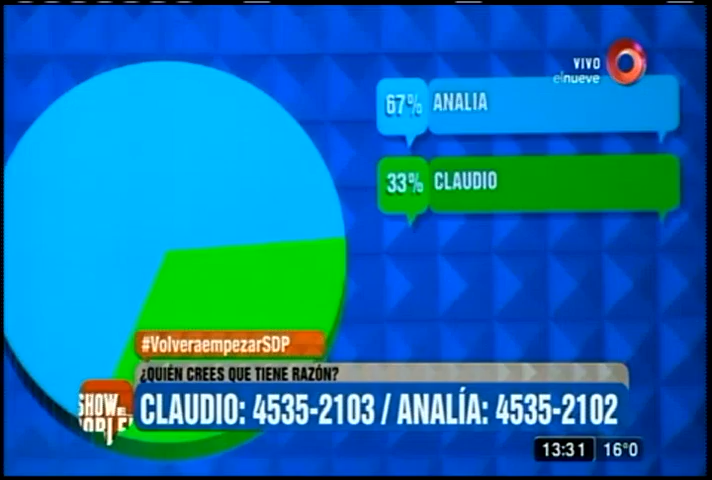 VIVO
elnueve
67% ANALIA
33% CLAUDIO
#VolveraempezarSDP
¿QUIÉN CREES QUE TIENE RAZÓN?
SHOW
CLAUDIO: 4535-2103 / ANALÍA: 4535-2102
13:31 16°0